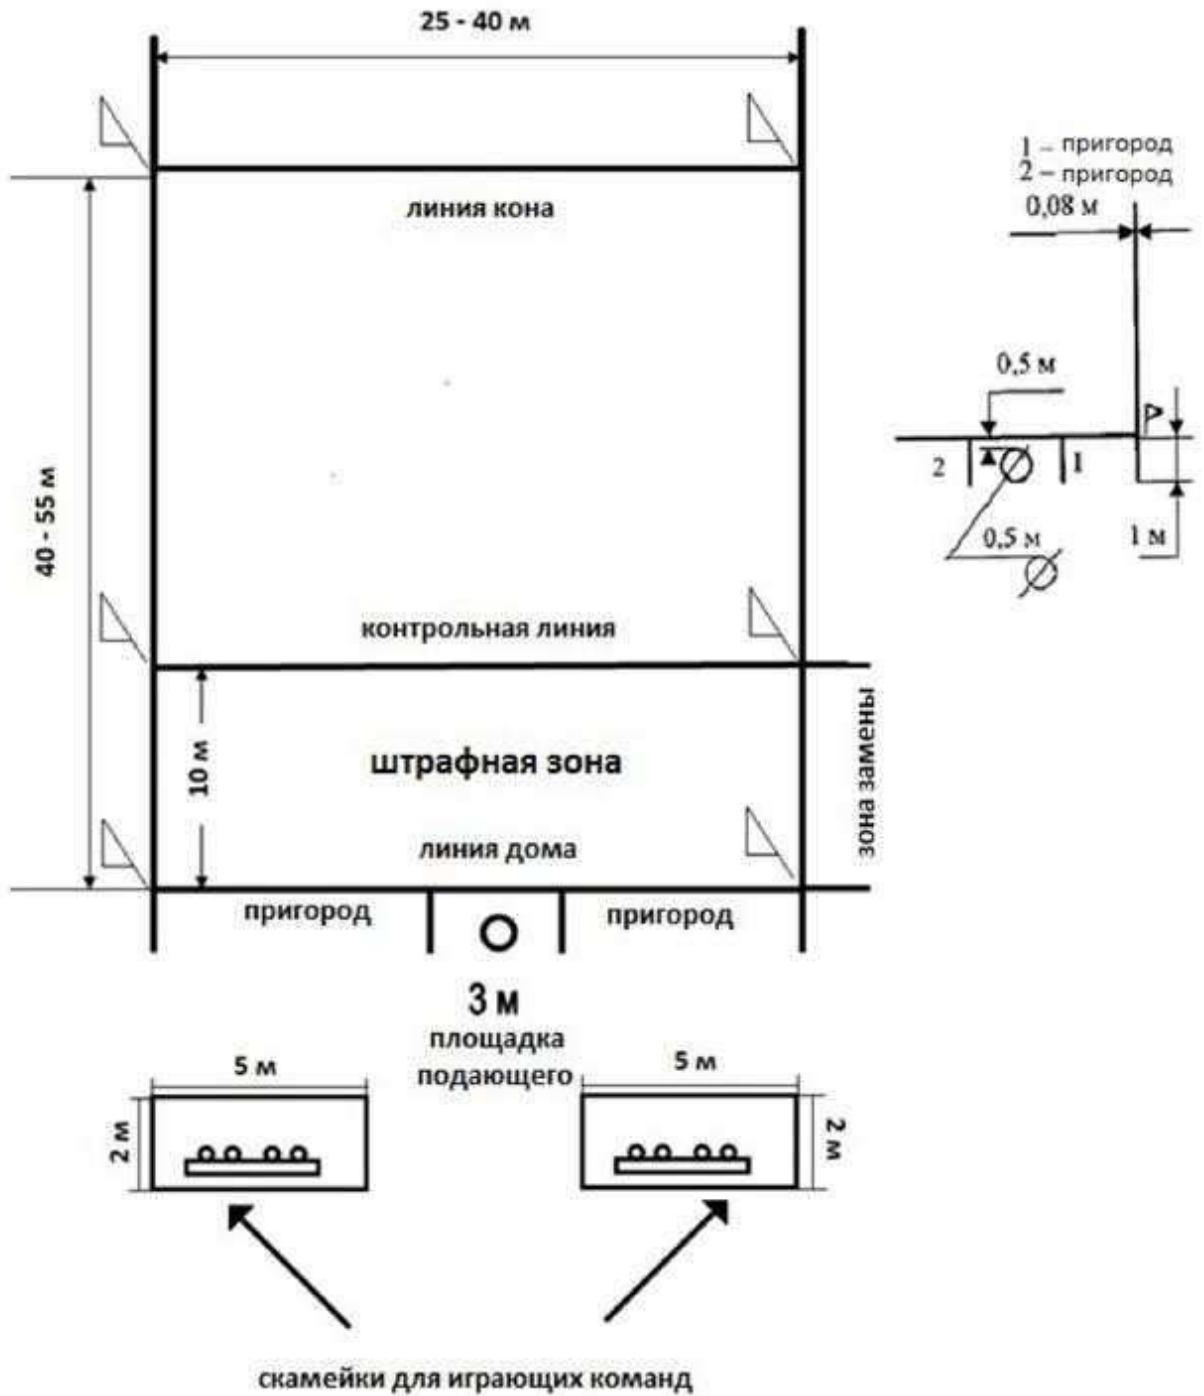 25 - 40 м
линия кона
40 - 55 м
контрольная линия
10 м
штрафная зона
зона замены
линия дома
пригород
пригород
3 м
площадка
подающего
5 м
5 м
2 м
2 м
скамейки для играющих команд
1 – пригород
2 – пригород
0,08 м
0,5 м
2
1
0,5 м
1 м